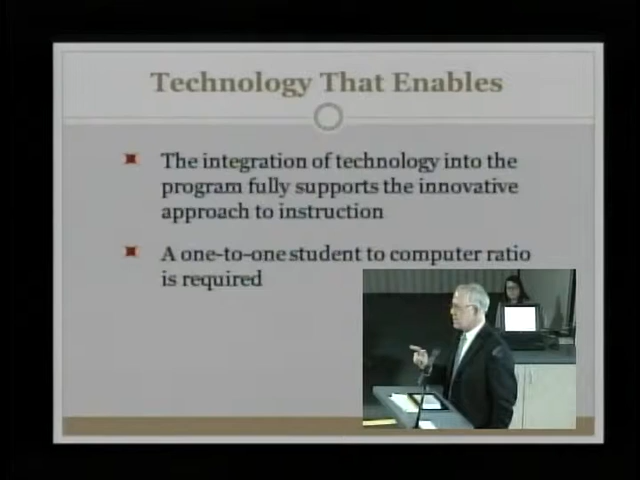 Technology That Enables
The integration of technology into the
program fully supports the innovative
approach to instruction
A one-to-one student to computer ratio
is required